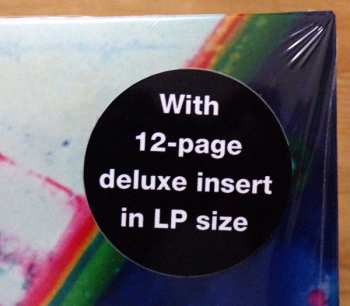 With
12-page
deluxe insert
in LP size